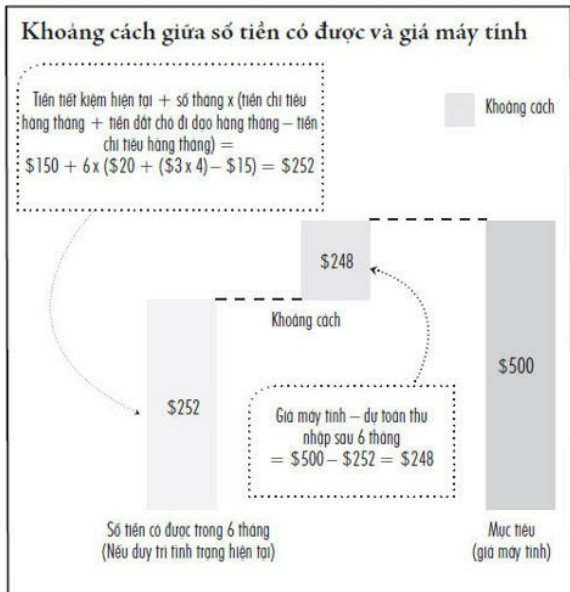 Khoảng cách giữa số tiền có được và giá máy tính
Tiền tiết kiệm hiện tại + số tháng x (tiền chi tiêu
hàng tháng + tiền dắt chó đi dạo hàng tháng – tiền
chi tiêu hàng tháng) =
$150 + 6 x ($20 + ($3 x 4) – $15) = $252
Khoảng cách
$248
Khoảng cách
$252
$500
Giá máy tính – dự toán thu
nhập sau 6 tháng
= $500 – $252 = $248
Số tiền có được trong 6 tháng
(Nếu duy trì tình trạng hiện tại)
Mục tiêu
(giá máy tính)